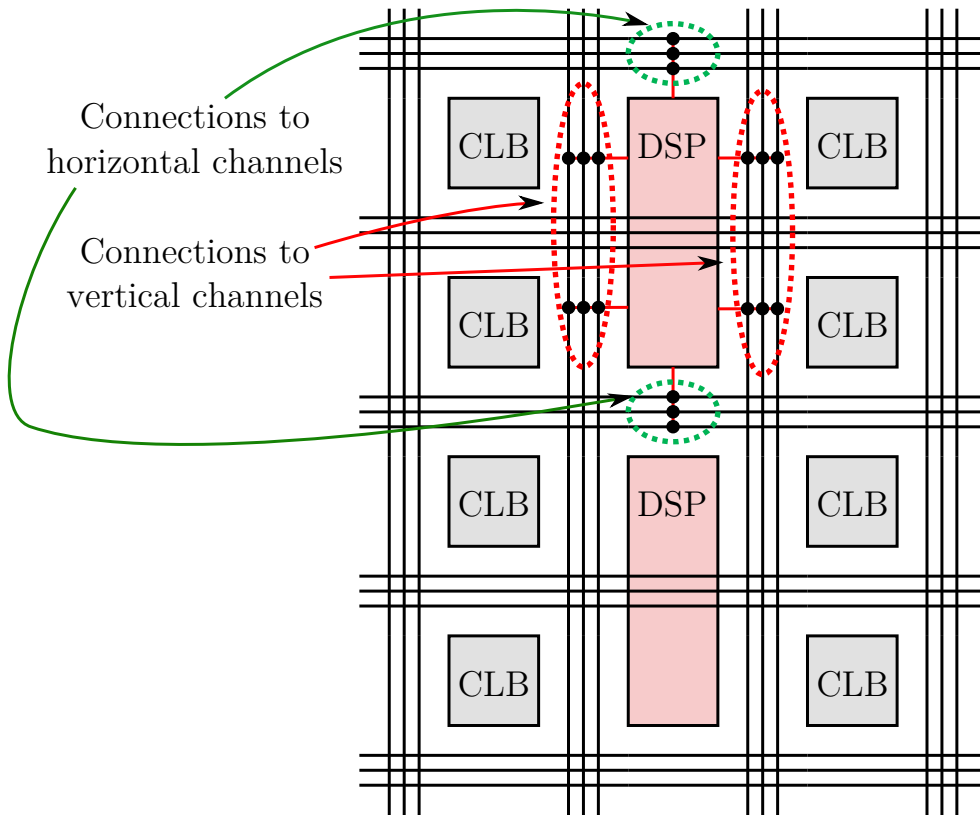 Connections to
horizontal channels
Connections to
vertical channels
CLB
DSP
CLB
CLB
CLB
CLB
DSP
CLB
CLB
CLB